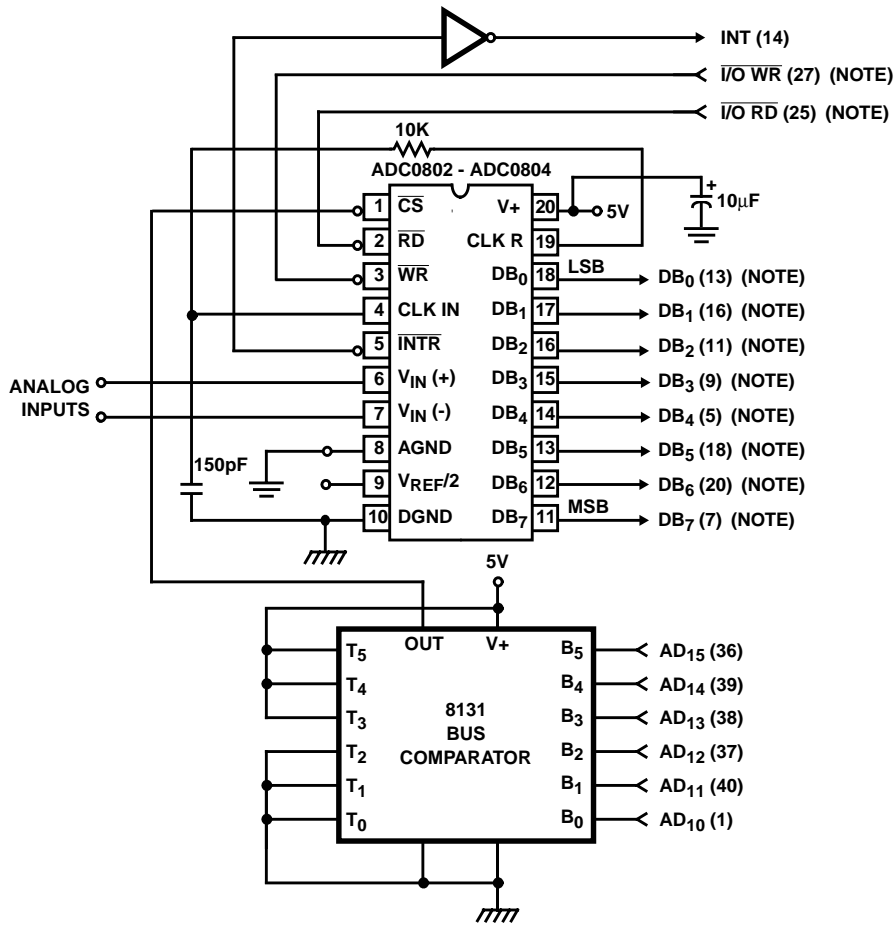 INT (14)
I/O WR (27) (NOTE)
I/O RD (25) (NOTE)
10K
ADC0802 - ADC0804
10µF
1 CS V+ 20 5V
2 RD CLK R 19
3 WR DB0 18 LSB DB0 (13) (NOTE)
4 CLK IN DB1 17 DB1 (16) (NOTE)
5 INTR DB2 16 DB2 (11) (NOTE)
6 VIN (+) DB3 15 DB3 (9) (NOTE)
ANALOG
INPUTS
7 VIN (-) DB4 14 DB4 (5) (NOTE)
8 AGND DB5 13 DB5 (18) (NOTE)
150pF
9 VREF/2 DB6 12 DB6 (20) (NOTE)
10 DGND DB7 11 MSB DB7 (7) (NOTE)
5V
OUT V+
T5 B5 AD15 (36)
T4 B4 AD14 (39)
T3 B3 AD13 (38)
8131
BUS
COMPARATOR
T2 B2 AD12 (37)
T1 B1 AD11 (40)
T0 B0 AD10 (1)